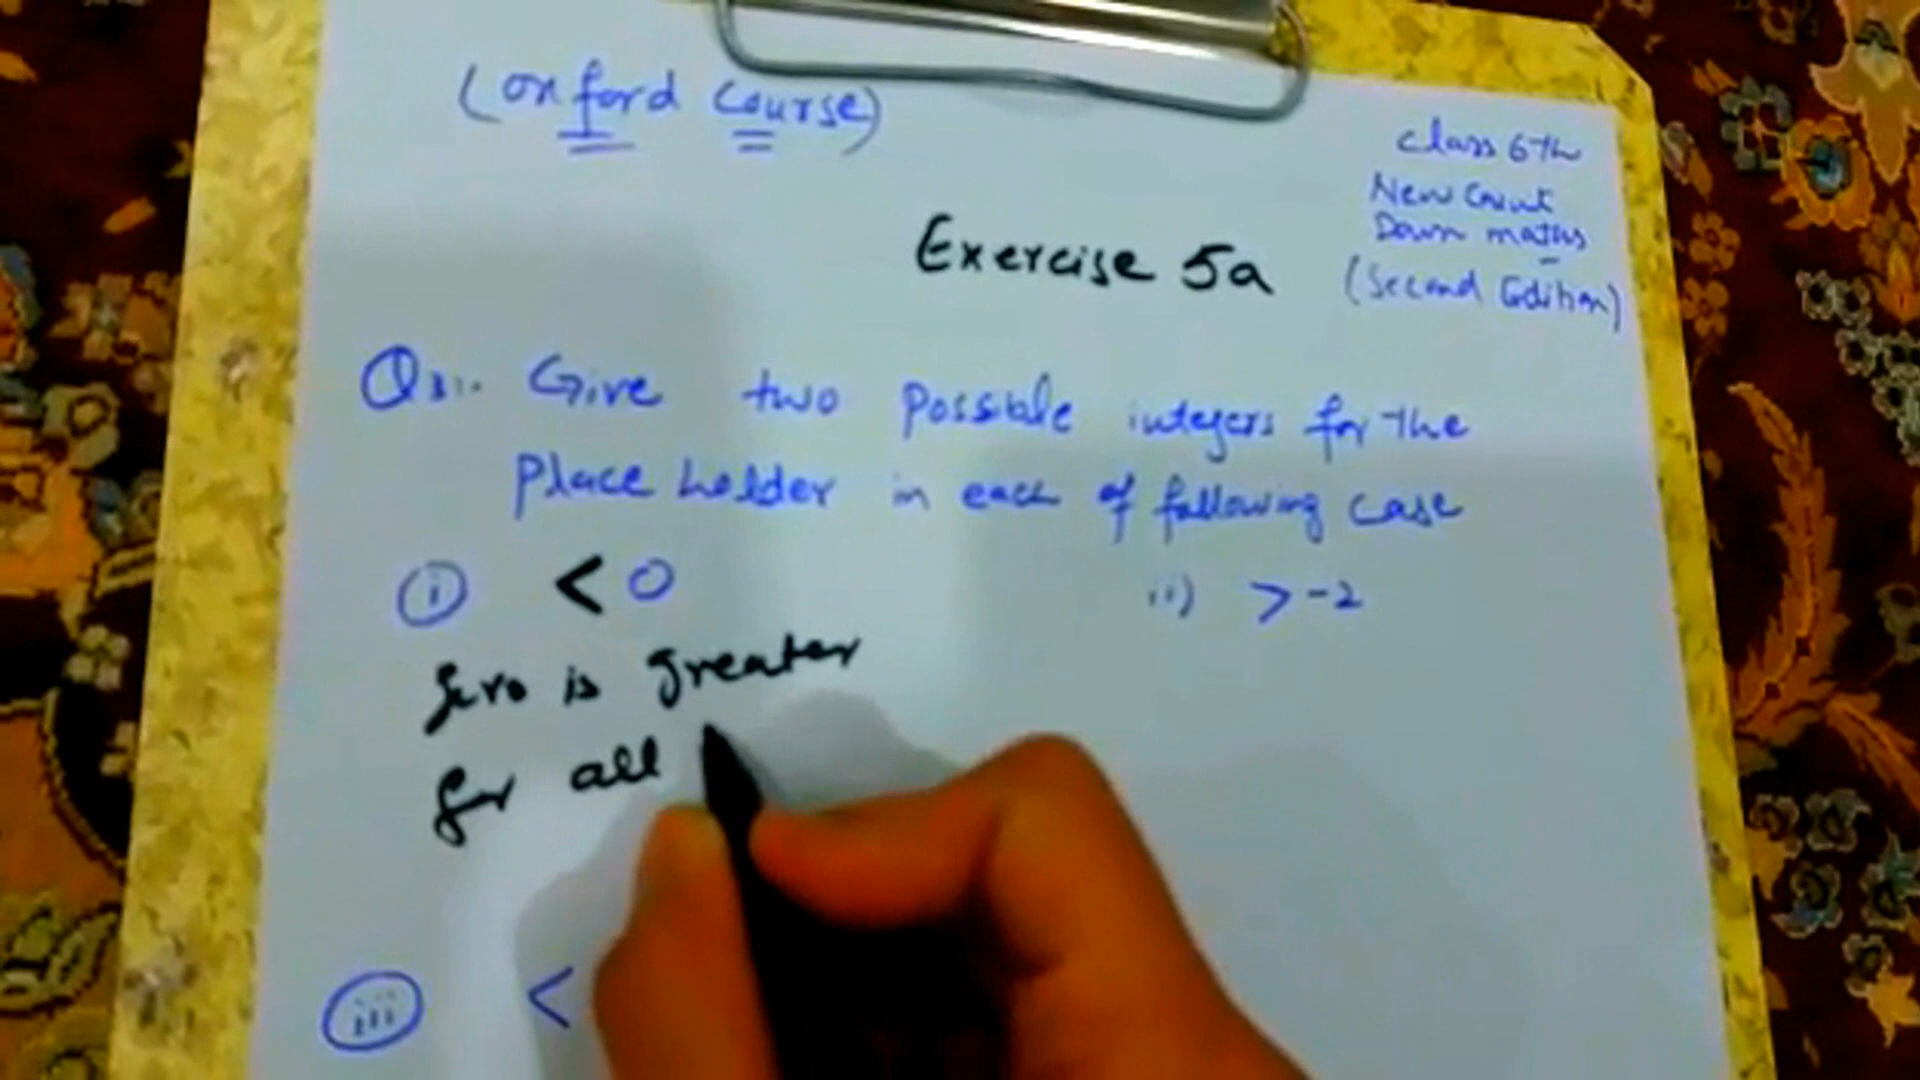 (Oxford Course)
Class 6th
New Count
Down maths
(Second Edition)
Exercise 5a
Q3:. Give two possible integers for the
place holder in each of following case
(i) < 0
ii) > -2
Zero is greater
for all
(iii) <